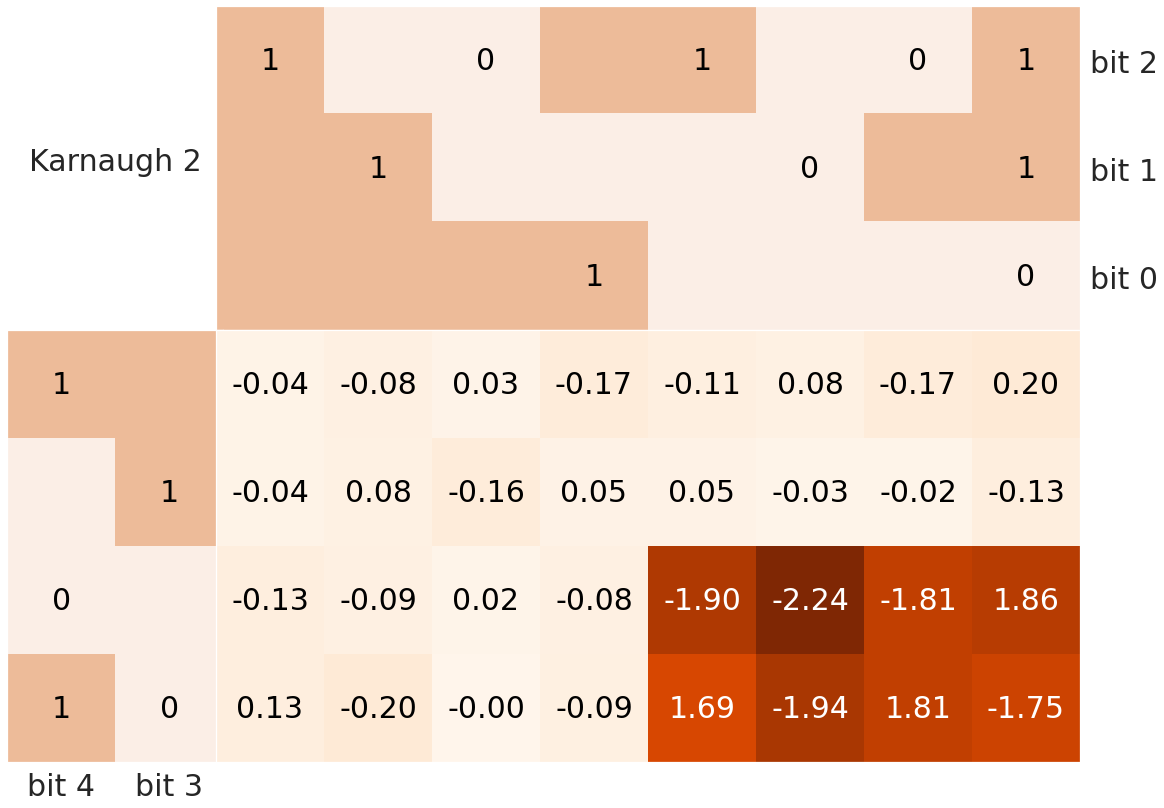 1 0 1 0 1 bit 2
Karnaugh 2 1 0 1 bit 1
1 0 bit 0
1 -0.04 -0.08 0.03 -0.17 -0.11 0.08 -0.17 0.20
1 -0.04 0.08 -0.16 0.05 0.05 -0.03 -0.02 -0.13
0 -0.13 -0.09 0.02 -0.08 -1.90 -2.24 -1.81 1.86
1 0 0.13 -0.20 -0.00 -0.09 1.69 -1.94 1.81 -1.75
bit 4 bit 3